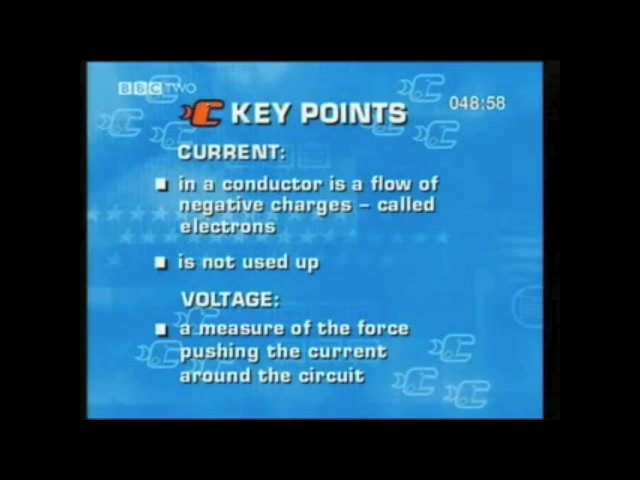 BBC TWO
048:58
KEY POINTS
CURRENT:
in a conductor is a flow of
negative charges – called
electrons
is not used up
VOLTAGE:
a measure of the force
pushing the current
around the circuit